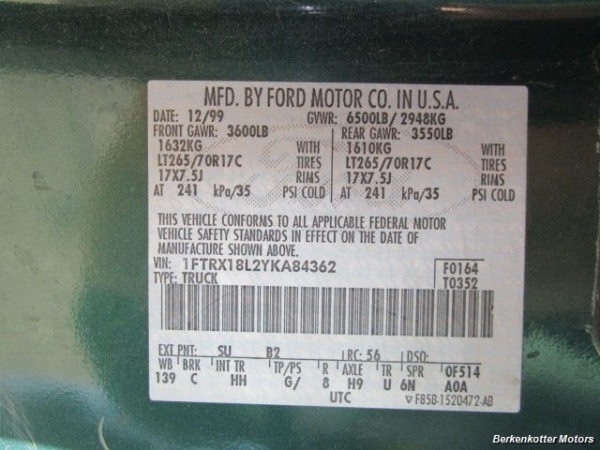 MFD. BY FORD MOTOR CO. IN U.S.A.
DATE: 12/99 GVWR: 6500LB/ 2948KG
FRONT GAWR: 3600LB REAR GAWR: 3550LB
1632KG WITH 1610KG WITH
LT265/70R17C TIRES LT265/70R17C TIRES
17X7.5J RIMS 17X7.5J RIMS
AT 241 kPa/35 PSI COLD AT 241 kPa/35 PSI COLD
THIS VEHICLE CONFORMS TO ALL APPLICABLE FEDERAL MOTOR
VEHICLE SAFETY STANDARDS IN EFFECT ON THE DATE OF
MANUFACTURE SHOWN ABOVE.
VIN: 1FTRX18L2YKA84362 F0164
TYPE: TRUCK T0352
EXT PNT: SU B2 RC: 56 DSO:
WB BRK INT TR TP/PS R AXLE TR SPR OF514
139 C HH G/ 8 H9 U 6N A0A
UTC ▽ F85B-1520472-AB
Berkenkotter Motors